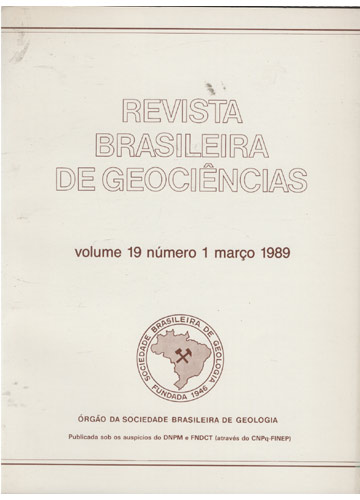 REVISTA
BRASILEIRA
DE GEOCIÊNCIAS
volume 19 número 1 março 1989
SOCIEDADE BRASILEIRA DE GEOLOGIA
FUNDADA 1946
ÓRGÃO DA SOCIEDADE BRASILEIRA DE GEOLOGIA
Publicada sob os auspícios do DNPM e FNDCT (através do CNPq-FINEP)